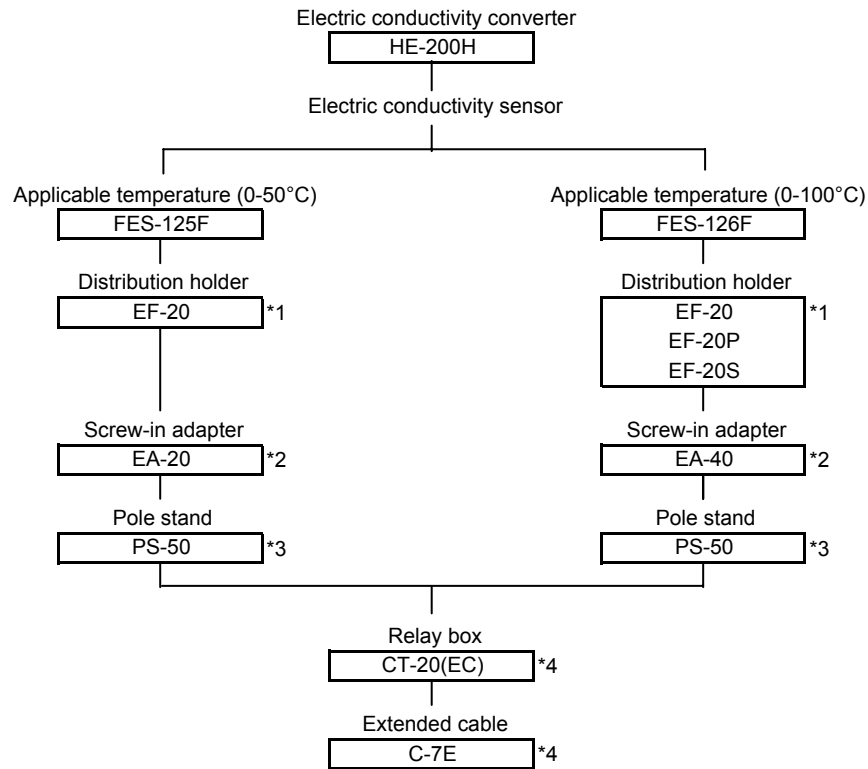 Electric conductivity converter
HE-200H
Electric conductivity sensor
Applicable temperature (0-50°C)
FES-125F
Distribution holder
EF-20 *1
Screw-in adapter
EA-20 *2
Pole stand
PS-50 *3
Applicable temperature (0-100°C)
FES-126F
Distribution holder
EF-20 *1
EF-20P
EF-20S
Screw-in adapter
EA-40 *2
Pole stand
PS-50 *3
Relay box
CT-20(EC) *4
Extended cable
C-7E *4